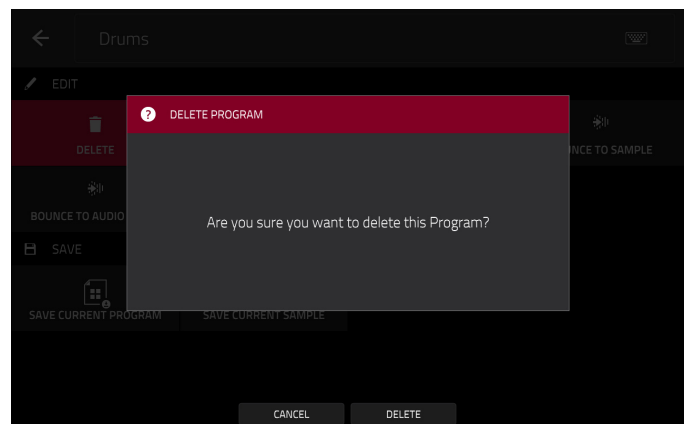 Drums
EDIT
DELETE PROGRAM
DELETE
NCE TO SAMPLE
BOUNCE TO AUDIO
Are you sure you want to delete this Program?
SAVE
SAVE CURRENT PROGRAM
SAVE CURRENT SAMPLE
CANCEL
DELETE